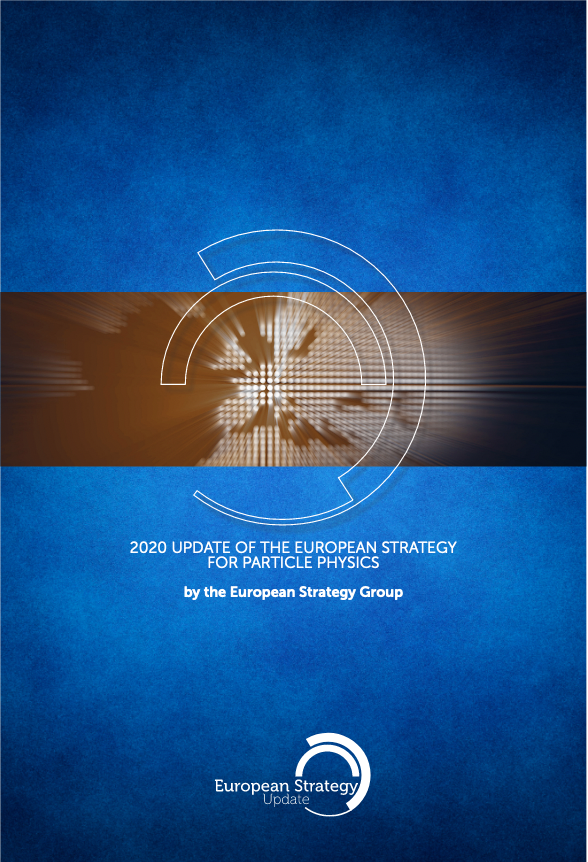 2020 UPDATE OF THE EUROPEAN STRATEGY
FOR PARTICLE PHYSICS
by the European Strategy Group
European Strategy
Update